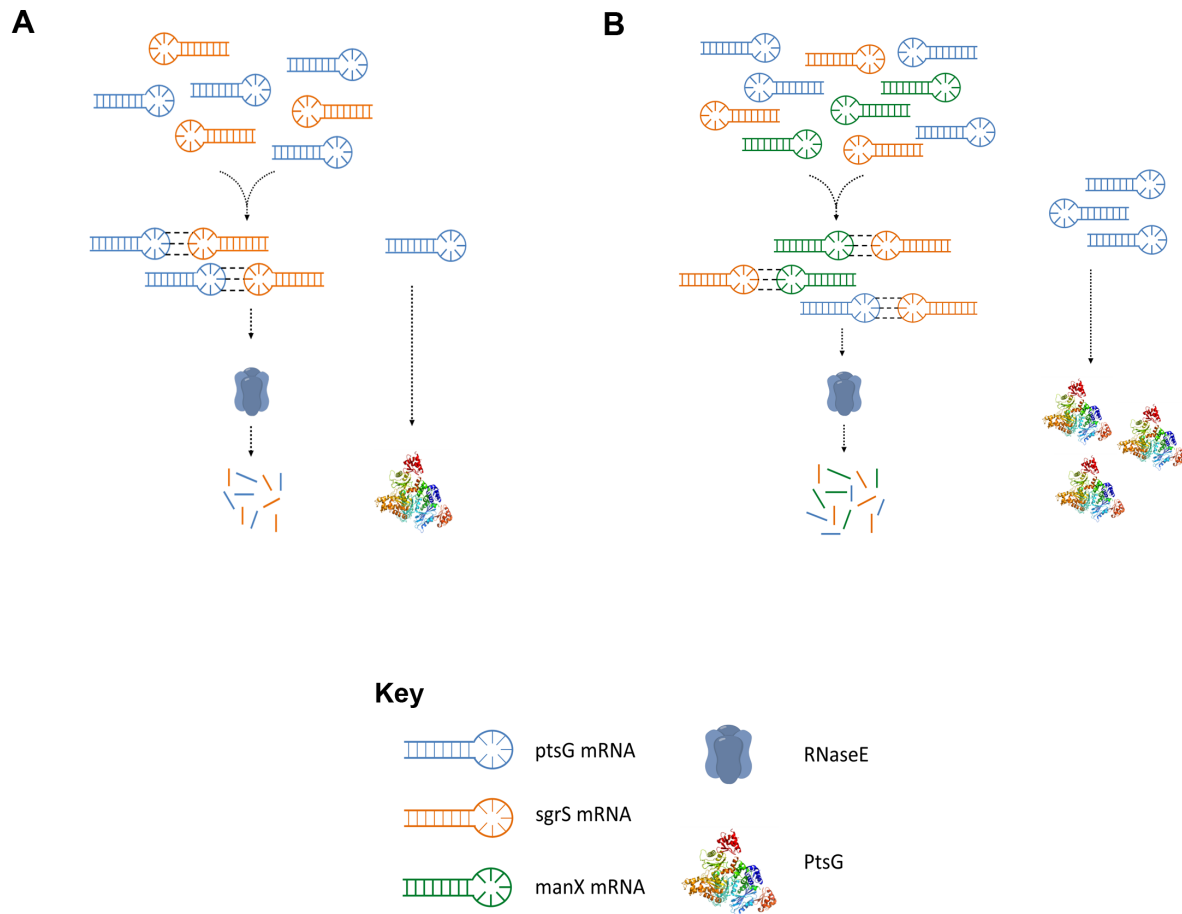 A
B
Key
ptsG mRNA
RNaseE
sgrS mRNA
manX mRNA
PtsG